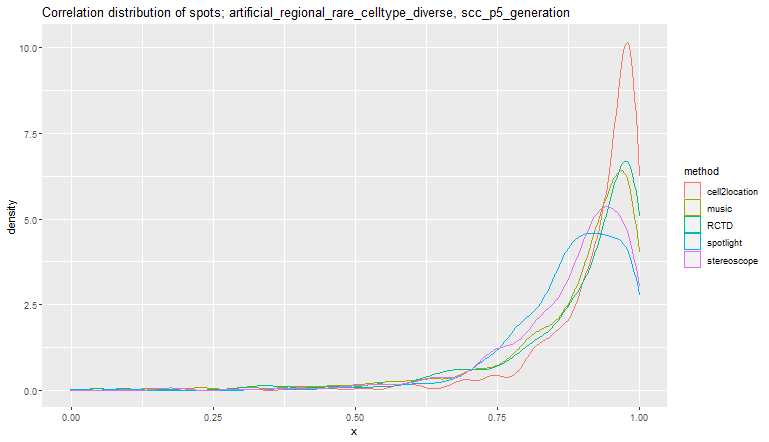 Correlation distribution of spots; artificial_regional_rare_celltype_diverse, scc_p5_generation
10.0
7.5
5.0
2.5
0.0
density
0.00
0.25
0.50
0.75
1.00
x
method
cell2location
music
RCTD
spotlight
stereoscope